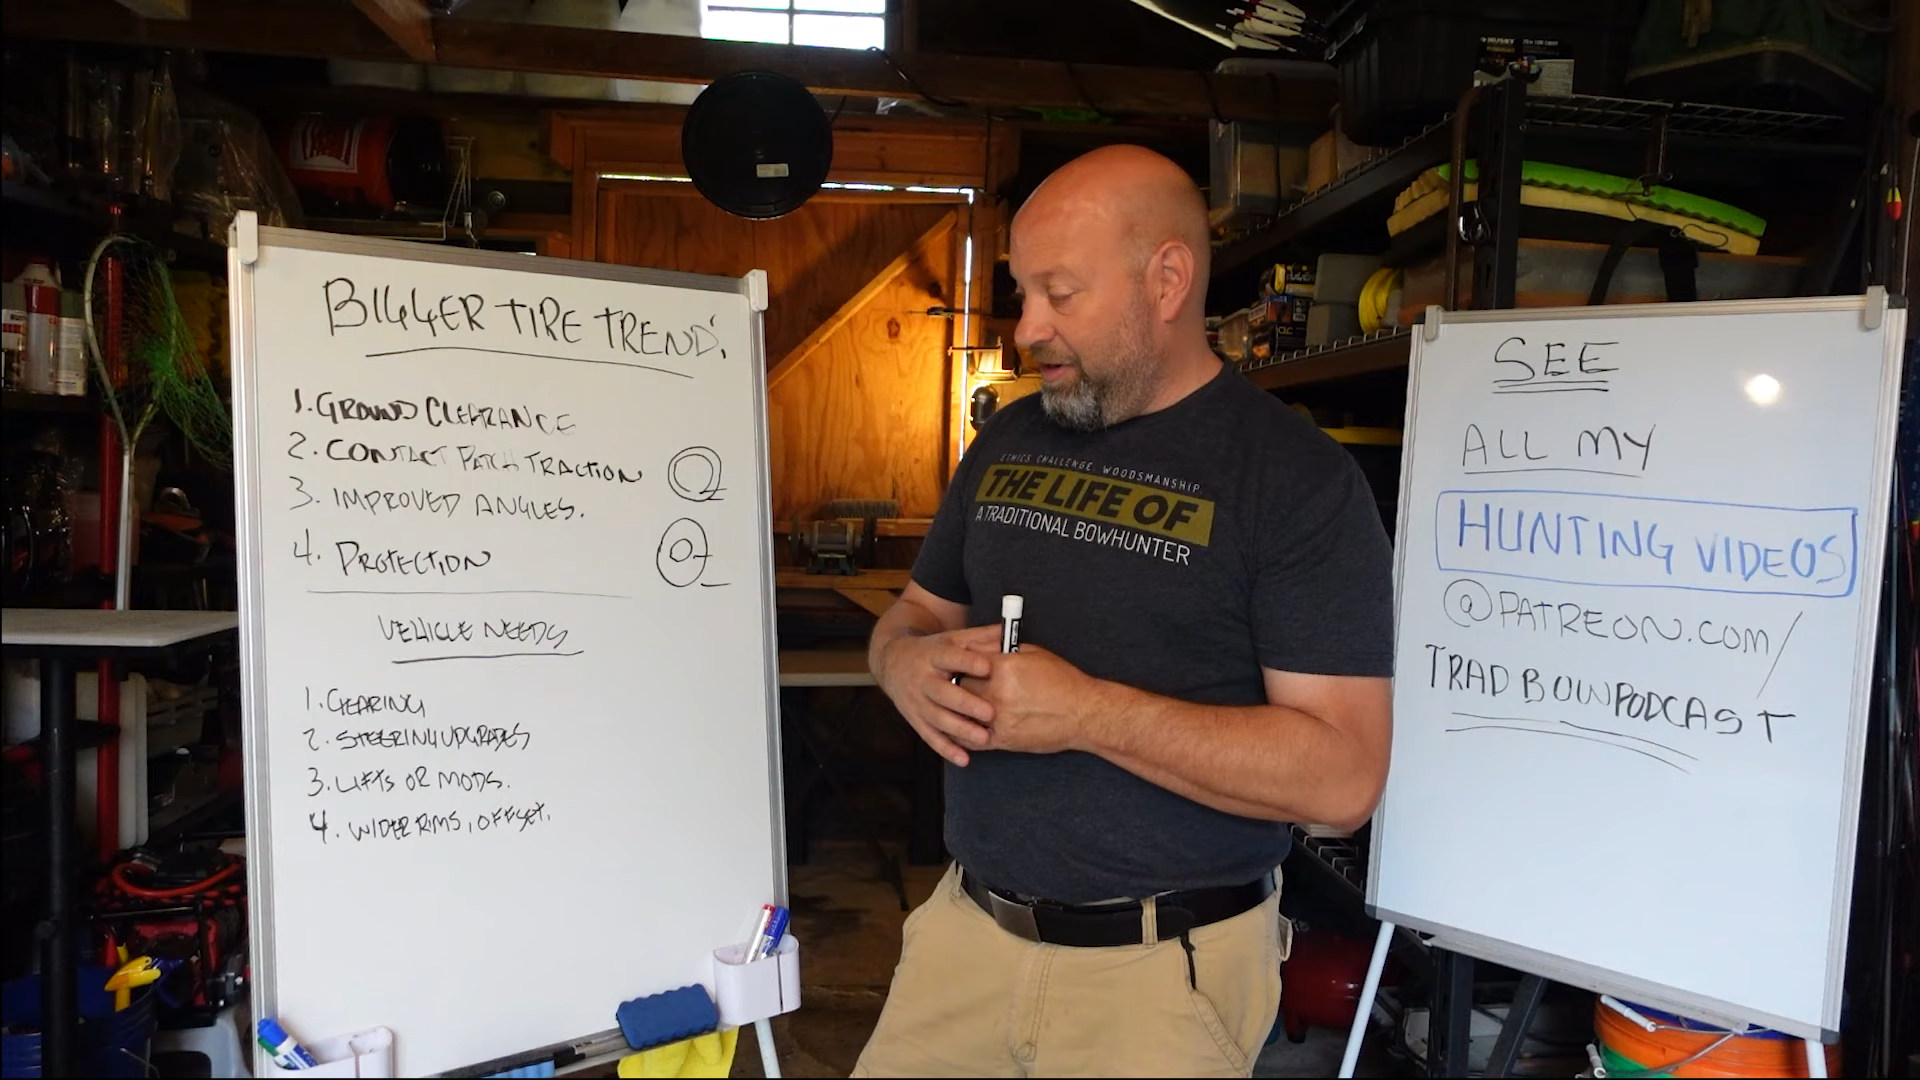 BIGGER TIRE TREND:
1. GROUND CLEARANCE
2. CONTACT PATCH TRACTION
3. IMPROVED ANGLES.
4. PROTECTION
VEHICLE NEEDS
1. GEARING
2. STEERING UPGRADES
3. LIFTS OR MODS.
4. WIDER RIMS, OFFSET.
ETHICS. CHALLENGE. WOODSMANSHIP.
THE LIFE OF
A TRADITIONAL BOWHUNTER
SEE
ALL MY
HUNTING VIDEOS
@PATREON.COM/
TRADBOWPODCAST
HUSKY